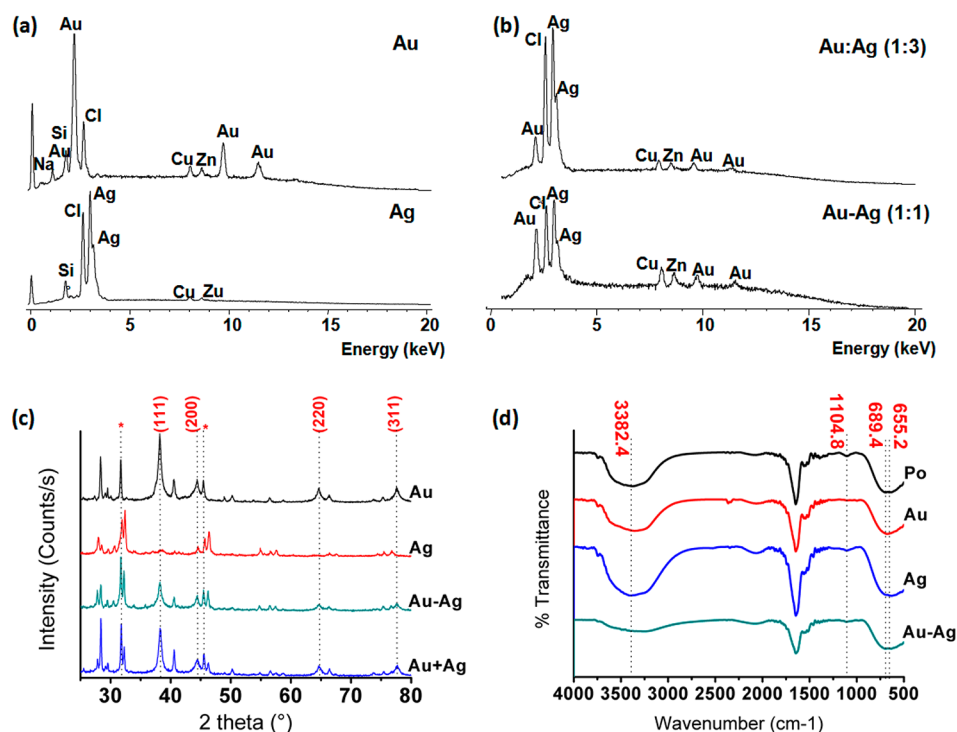 (a)
Au
Au
Cl
Si
Au
Na
Cu
Zn
Au
Au
Ag
Ag
Cl
Ag
Si
Cu
Zu
0
5
10
15
20
Energy (keV)
(b)
Au:Ag (1:3)
Ag
Cl
Ag
Au
Cu
Zn
Au
Au
Au-Ag (1:1)
Ag
Cl
Au
Ag
Cu
Zn
Au
Au
0
5
10
15
20
Energy (keV)
(c)
* (111) (200) * (220) (311)
Au
Ag
Au-Ag
Au+Ag
Intensity (Counts/s)
30 40 50 60 70 80
2 theta (°)
(d)
3382.4 1104.8 689.4 655.2
Po
Au
Ag
Au-Ag
% Transmittance
4000 3500 3000 2500 2000 1500 1000 500
Wavenumber (cm-1)